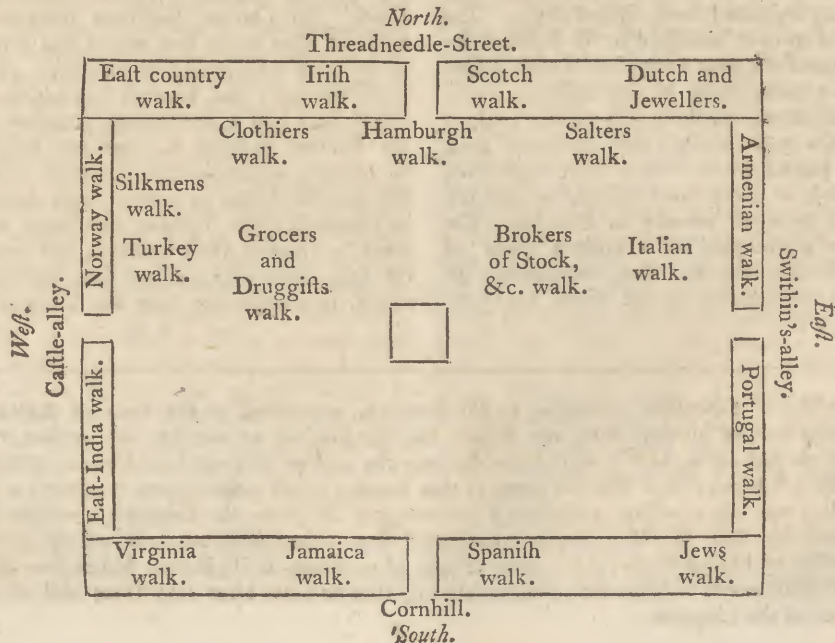 North.
Threadneedle-Street.
Eaſt country
walk.
Iriſh
walk.
Scotch
walk.
Dutch and
Jewellers.
Clothiers
walk.
Hamburgh
walk.
Salters
walk.
Norway walk.
Silkmens
walk.
Turkey
walk.
Grocers
and
Druggiſts
walk.
Brokers
of Stock,
&c. walk.
Italian
walk.
Armenian walk.
Weſt.
Caſtle-alley.
Swithin's-alley.
Eaſt.
Eaſt-India walk.
Portugal walk.
Virginia
walk.
Jamaica
walk.
Spaniſh
walk.
Jews
walk.
Cornhill.
'South.